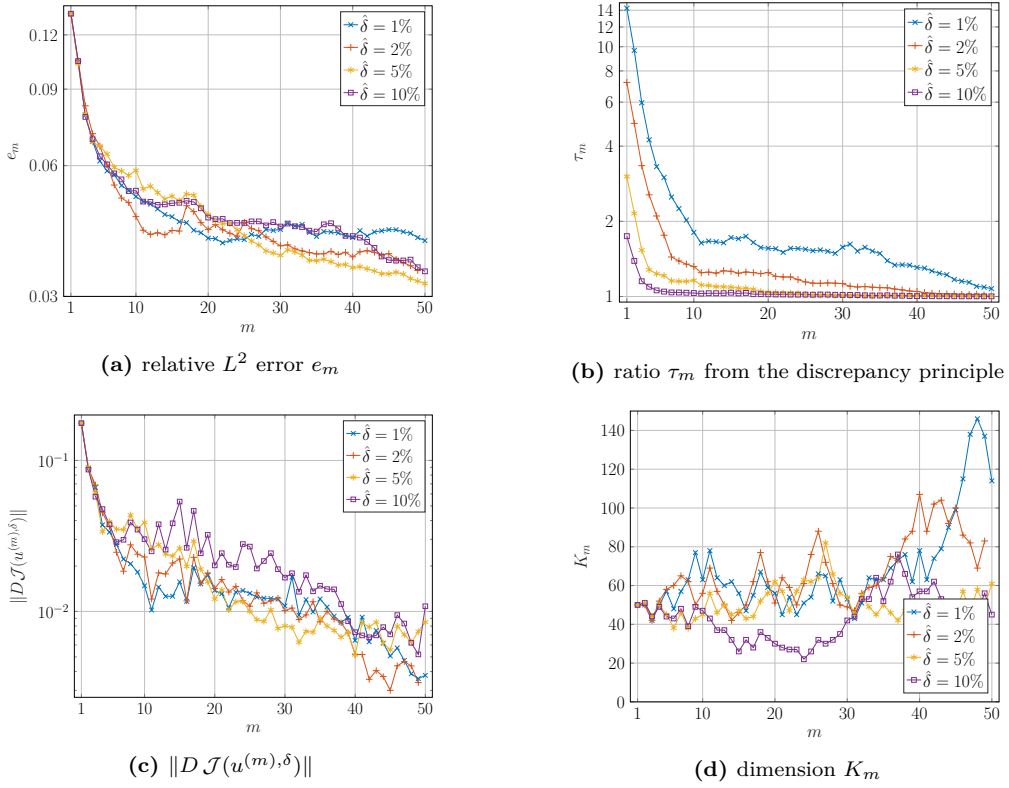 0.12
0.09
0.06
0.03
e_m
1
10
20
30
40
50
m
δ̂ = 1%
δ̂ = 2%
δ̂ = 5%
δ̂ = 10%
(a) relative L² error e_m
14
12
10
8
6
4
2
1
τ_m
1
10
20
30
40
50
m
δ̂ = 1%
δ̂ = 2%
δ̂ = 5%
δ̂ = 10%
(b) ratio τ_m from the discrepancy principle
10⁻¹
10⁻²
‖D J(u^{(m),δ})‖
1
10
20
30
40
50
m
δ̂ = 1%
δ̂ = 2%
δ̂ = 5%
δ̂ = 10%
(c) ‖D J(u^{(m),δ})‖
140
120
100
80
60
40
20
0
K_m
1
10
20
30
40
50
m
δ̂ = 1%
δ̂ = 2%
δ̂ = 5%
δ̂ = 10%
(d) dimension K_m